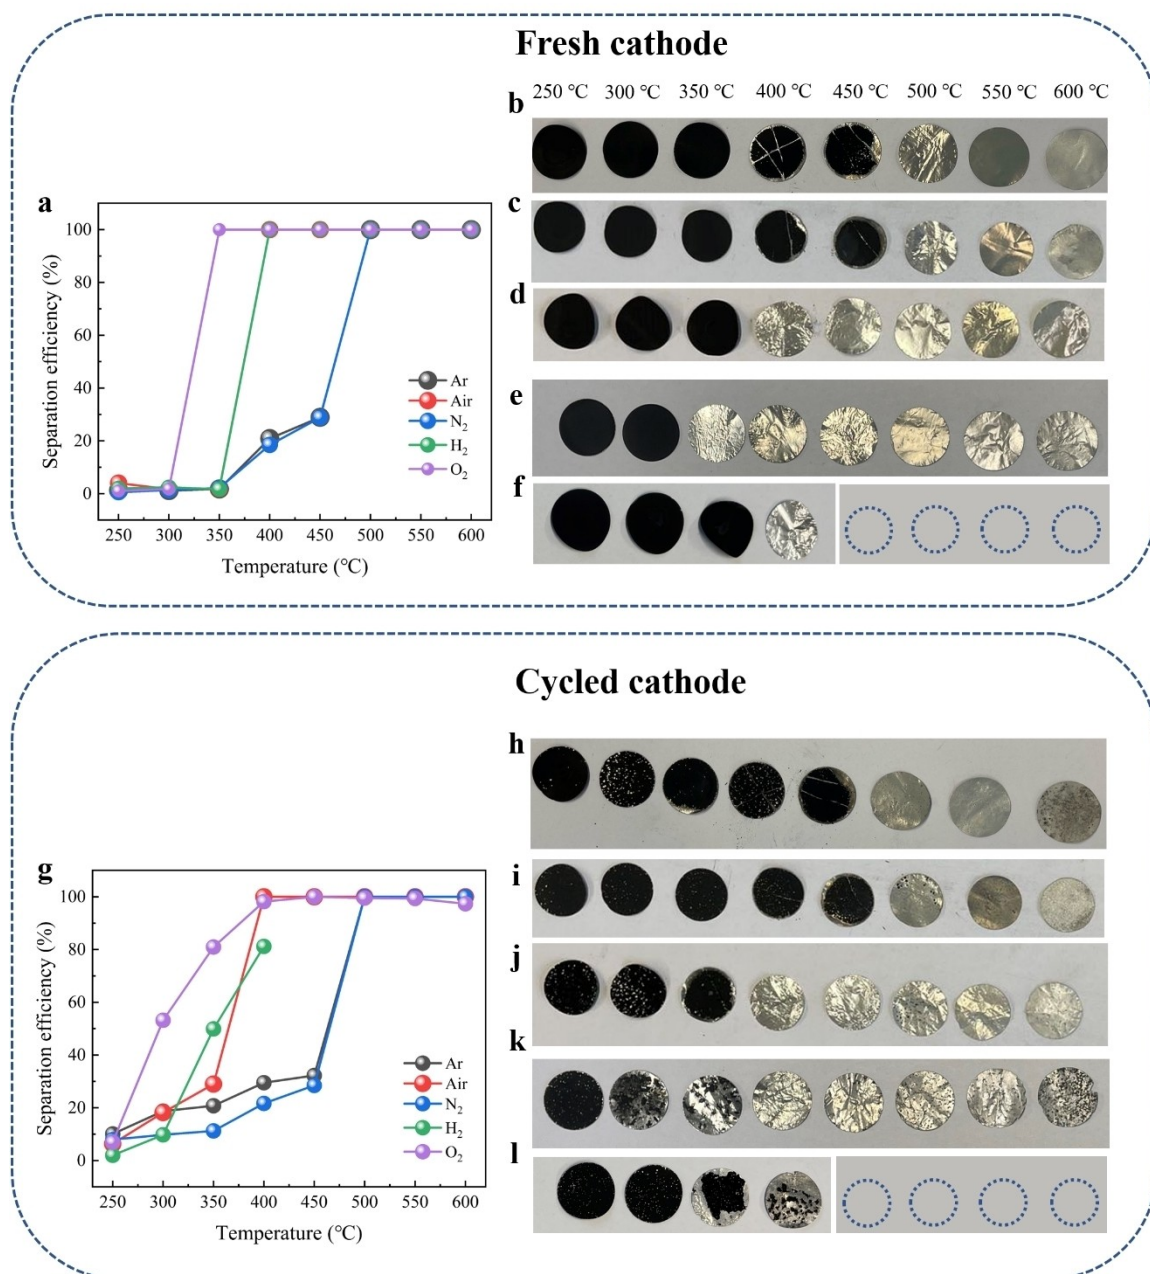 Fresh cathode
b
250 °C 300 °C 350 °C 400 °C 450 °C 500 °C 550 °C 600 °C
a
c
d
e
f
Separation efficiency (%)
100
80
60
40
20
0
Ar
Air
N₂
H₂
O₂
250 300 350 400 450 500 550 600
Temperature (°C)
Cycled cathode
h
g
i
j
k
l
Separation efficiency (%)
100
80
60
40
20
0
Ar
Air
N₂
H₂
O₂
250 300 350 400 450 500 550 600
Temperature (°C)